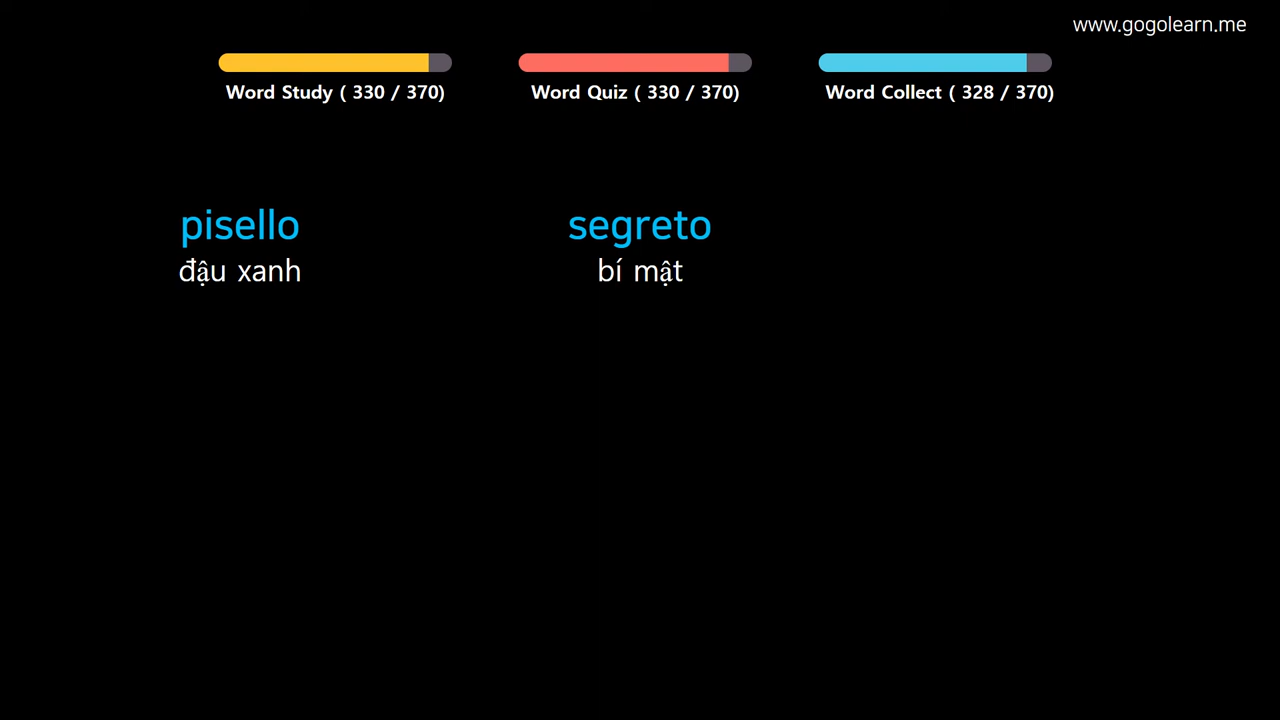 www.gogolearn.me
Word Study ( 330 / 370)
Word Quiz ( 330 / 370)
Word Collect ( 328 / 370)
pisello
đậu xanh
segreto
bí mật